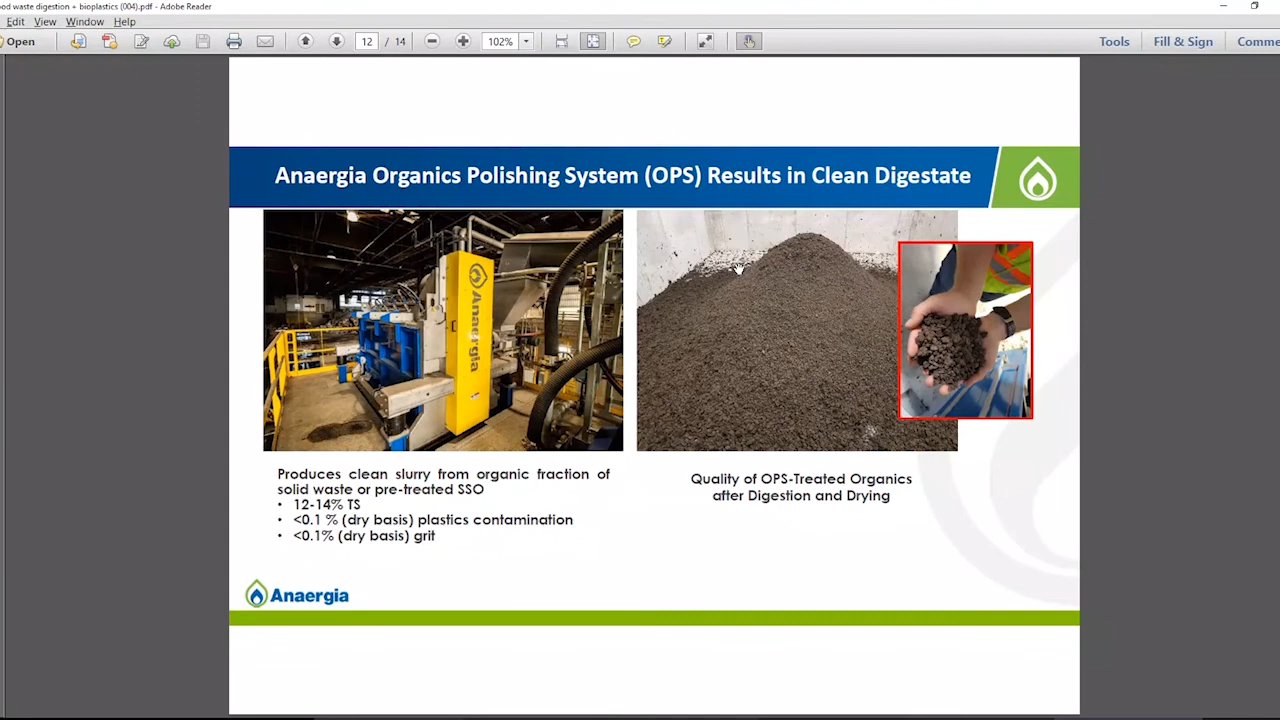 ood waste digestion + bioplastics (004).pdf - Adobe Reader
Edit View Window Help
Open 12 / 14 102% Tools Fill & Sign Comme
Anaergia Organics Polishing System (OPS) Results in Clean Digestate
Anaergia
Produces clean slurry from organic fraction of
solid waste or pre-treated SSO
• 12-14% TS
• <0.1 % (dry basis) plastics contamination
• <0.1% (dry basis) grit
Quality of OPS-Treated Organics
after Digestion and Drying
Anaergia